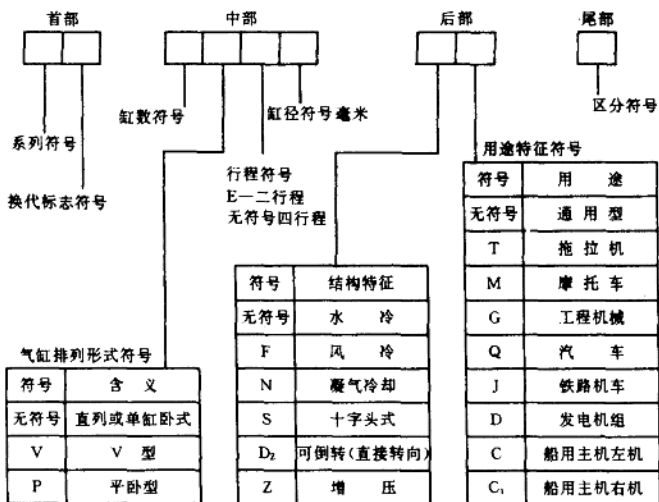 首部 中部 后部 尾部
系列符号
换代标志符号
缸数符号
行程符号
E—二行程
无符号四行程
缸径符号毫米
区分符号
气缸排列形式符号
符号 含 义
无符号 直列或单缸卧式
V V 型
P 平卧型
符号 结构特征
无符号 水 冷
F 风 冷
N 凝气冷却
S 十字头式
D₂ 可倒转(直接转向)
Z 增 压
用途特征符号
符号 用 途
无符号 通用型
T 拖拉机
M 摩托车
G 工程机械
Q 汽 车
J 铁路机车
D 发电机组
C 船用主机左机
C₁ 船用主机右机